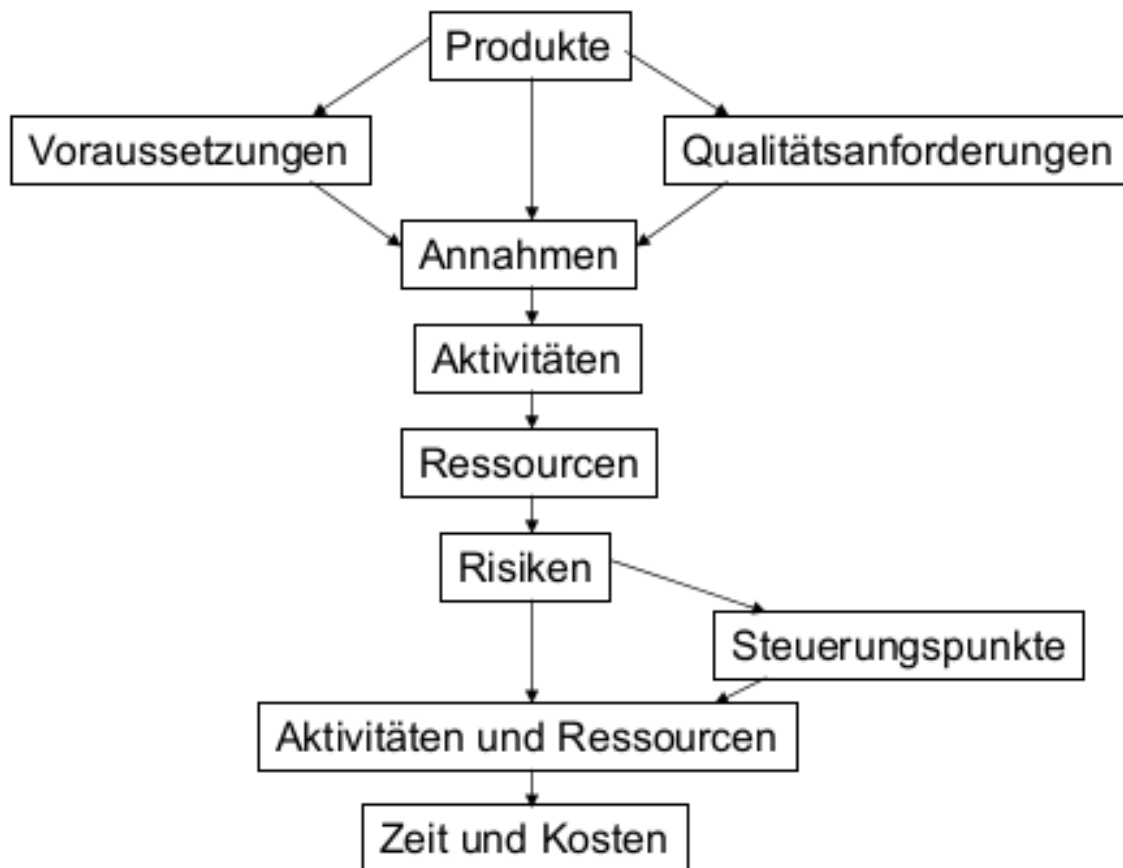 Produkte
Voraussetzungen
Qualitätsanforderungen
Annahmen
Aktivitäten
Ressourcen
Risiken
Steuerungspunkte
Aktivitäten und Ressourcen
Zeit und Kosten